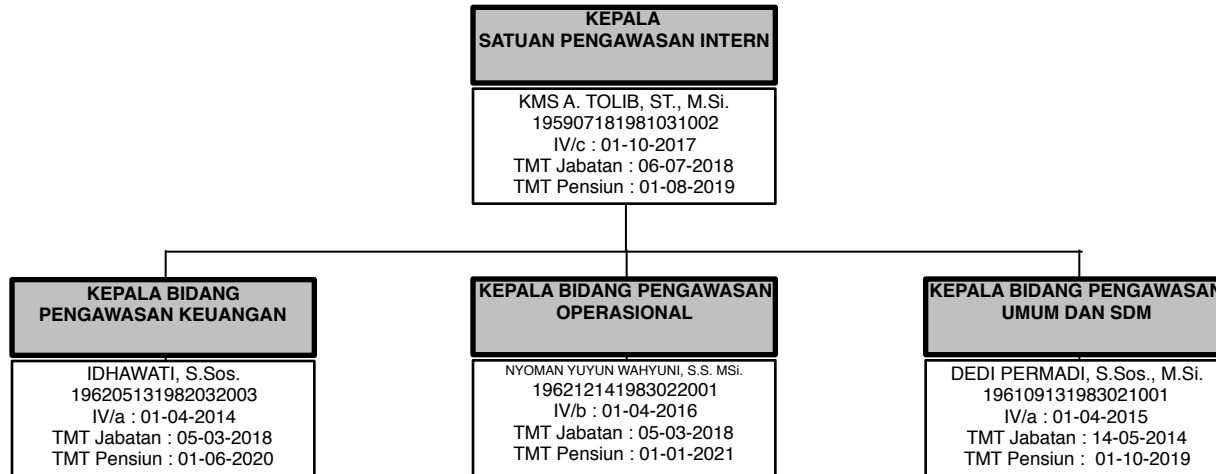 KEPALA
SATUAN PENGAWASAN INTERN
KMS A. TOLIB, ST., M.Si.
195907181981031002
IV/c : 01-10-2017
TMT Jabatan : 06-07-2018
TMT Pensiun : 01-08-2019
KEPALA BIDANG
PENGAWASAN KEUANGAN
IDHAWATI, S.Sos.
196205131982032003
IV/a : 01-04-2014
TMT Jabatan : 05-03-2018
TMT Pensiun : 01-06-2020
KEPALA BIDANG PENGAWASAN
OPERASIONAL
NYOMAN YUYUN WAHYUNI, S.S. MSi.
196212141983022001
IV/b : 01-04-2016
TMT Jabatan : 05-03-2018
TMT Pensiun : 01-01-2021
KEPALA BIDANG PENGAWASAN
UMUM DAN SDM
DEDI PERMADI, S.Sos., M.Si.
196109131983021001
IV/a : 01-04-2015
TMT Jabatan : 14-05-2014
TMT Pensiun : 01-10-2019